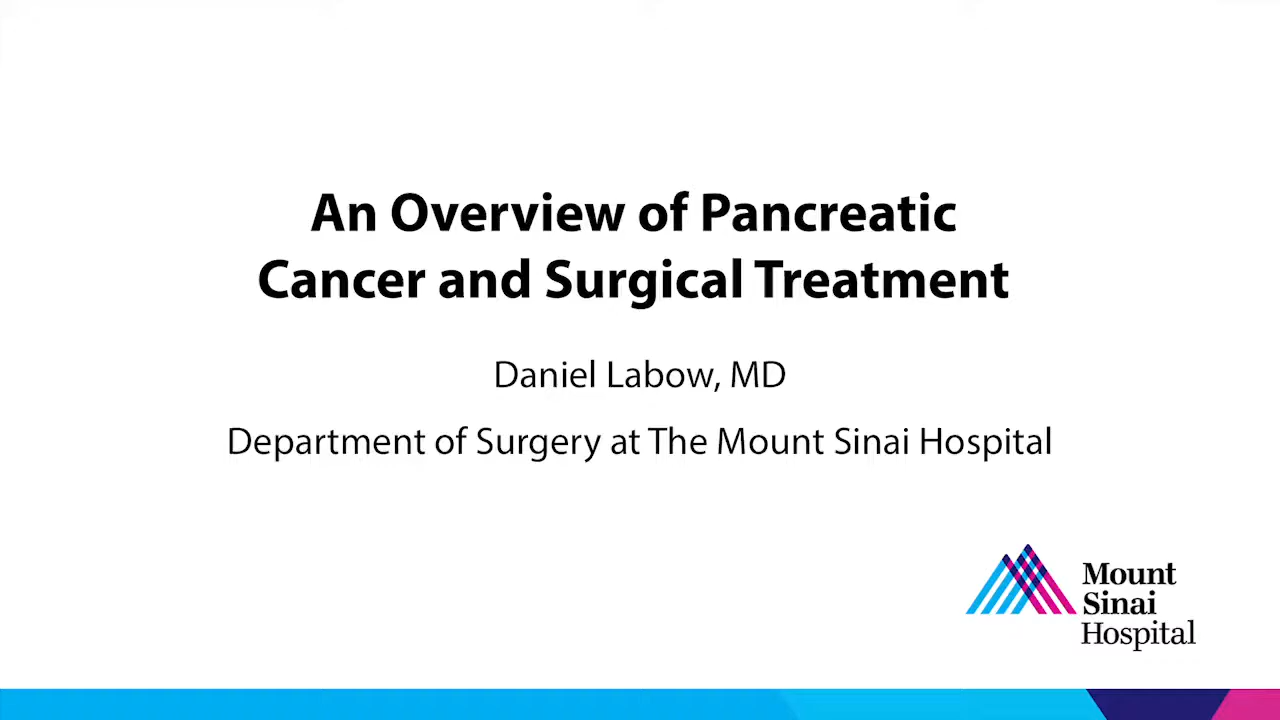 An Overview of Pancreatic
Cancer and Surgical Treatment
Daniel Labow, MD
Department of Surgery at The Mount Sinai Hospital
Mount
Sinai
Hospital